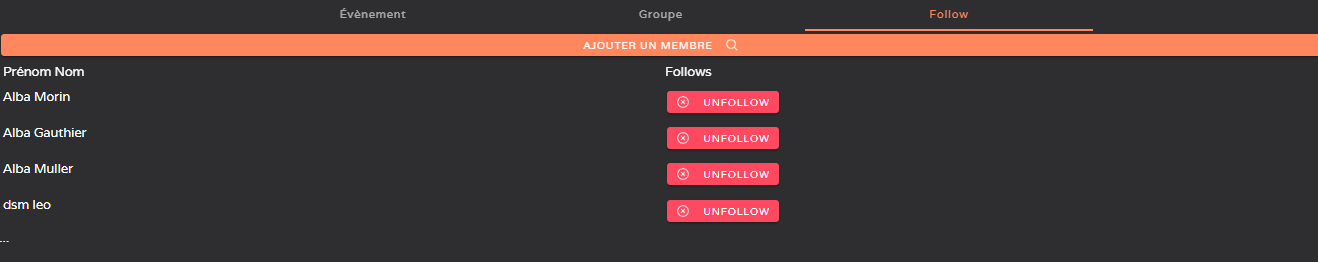 Évènement Groupe Follow
AJOUTER UN MEMBRE
Prénom Nom Follows
Alba Morin UNFOLLOW
Alba Gauthier UNFOLLOW
Alba Muller UNFOLLOW
dsm leo UNFOLLOW
...